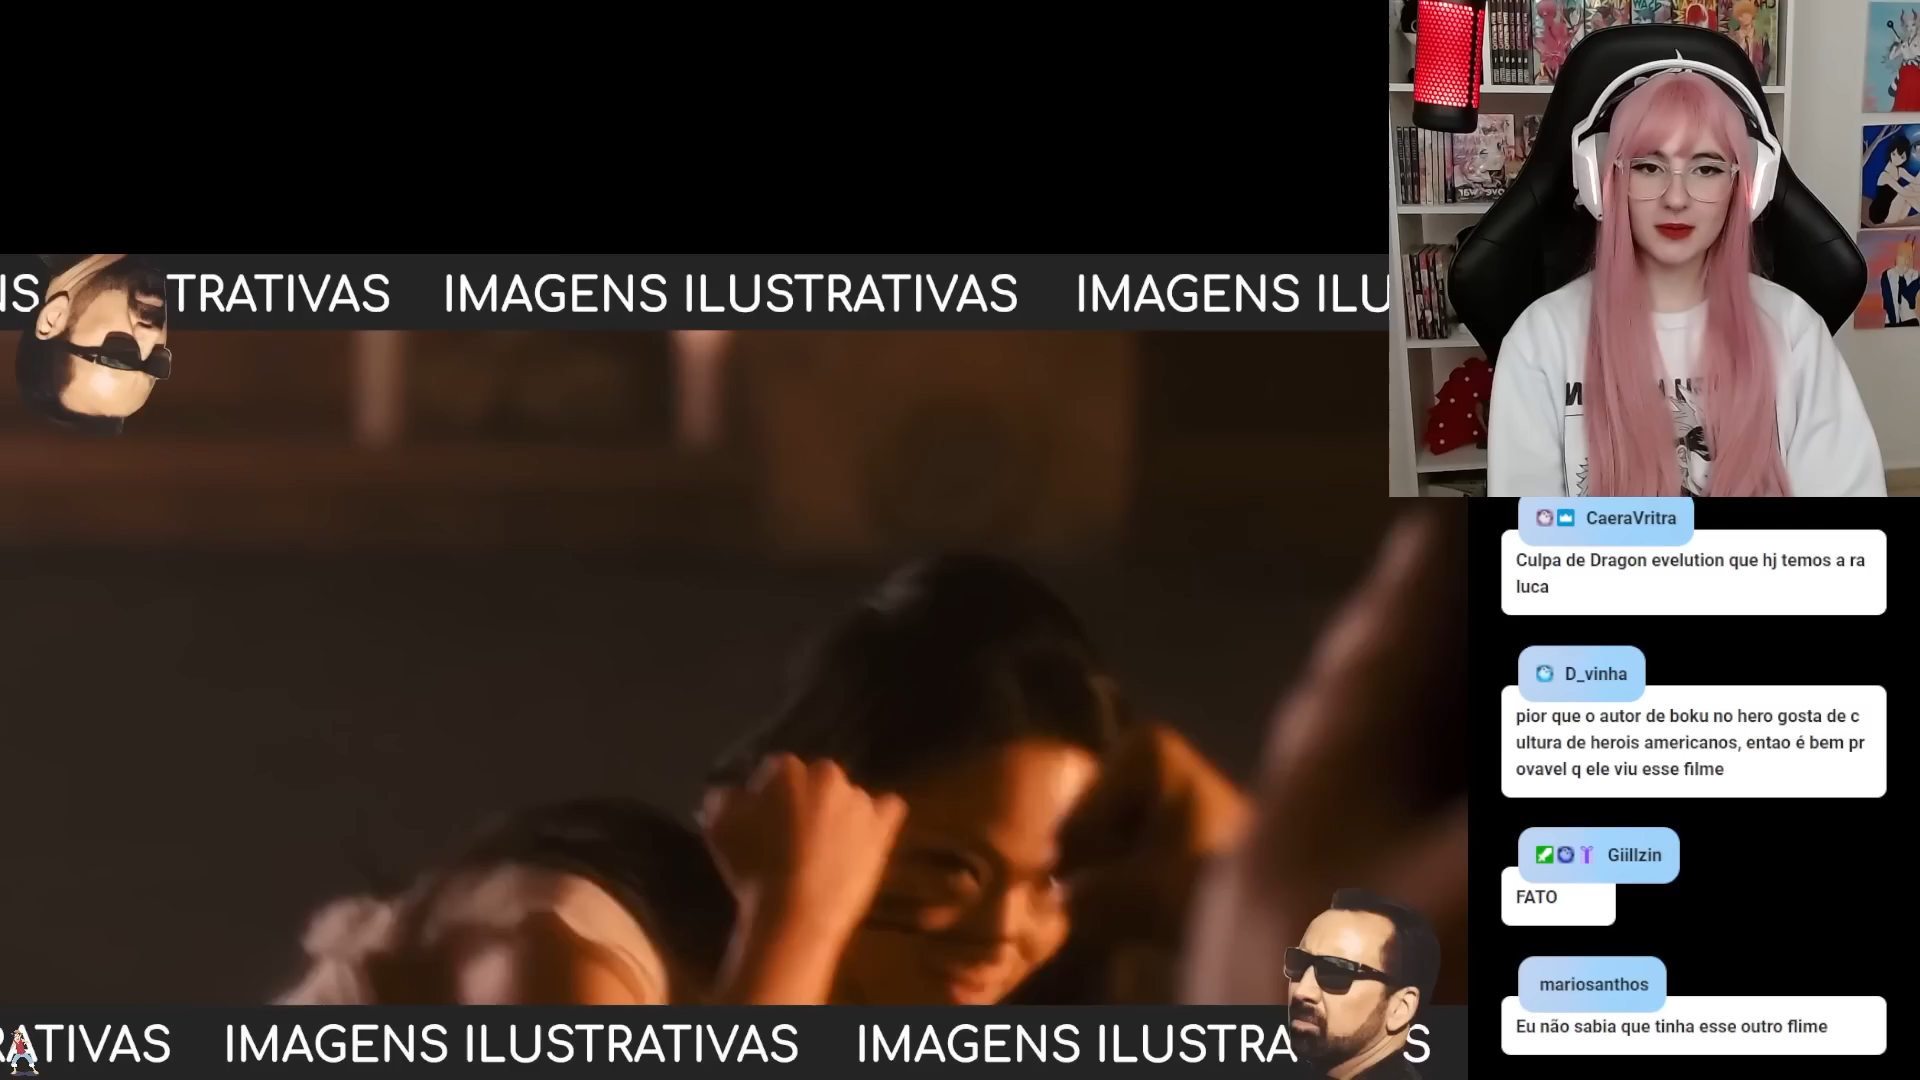 NS TRATIVAS IMAGENS ILUSTRATIVAS IMAGENS ILU
CaeraVritra
Culpa de Dragon evelution que hj temos a ra
luca
D_vinha
pior que o autor de boku no hero gosta de c
ultura de herois americanos, entao é bem pr
ovavel q ele viu esse filme
Giillzin
FATO
mariosanthos
Eu não sabia que tinha esse outro flime
RATIVAS IMAGENS ILUSTRATIVAS IMAGENS ILUSTRA S